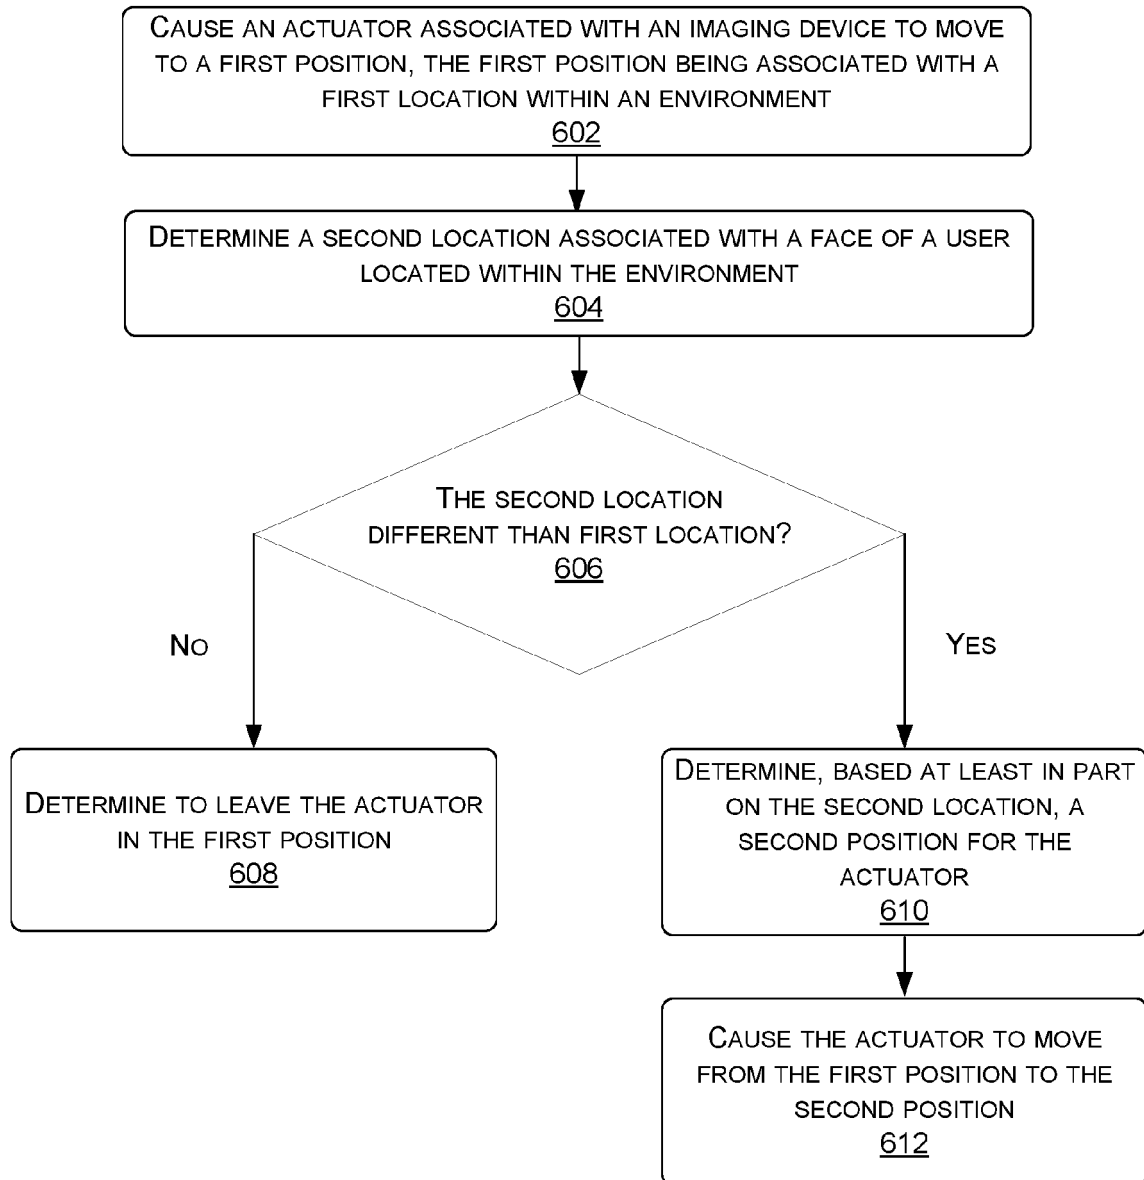 CAUSE AN ACTUATOR ASSOCIATED WITH AN IMAGING DEVICE TO MOVE
TO A FIRST POSITION, THE FIRST POSITION BEING ASSOCIATED WITH A
FIRST LOCATION WITHIN AN ENVIRONMENT
602
DETERMINE A SECOND LOCATION ASSOCIATED WITH A FACE OF A USER
LOCATED WITHIN THE ENVIRONMENT
604
THE SECOND LOCATION
DIFFERENT THAN FIRST LOCATION?
606
NO
YES
DETERMINE TO LEAVE THE ACTUATOR
IN THE FIRST POSITION
608
DETERMINE, BASED AT LEAST IN PART
ON THE SECOND LOCATION, A
SECOND POSITION FOR THE
ACTUATOR
610
CAUSE THE ACTUATOR TO MOVE
FROM THE FIRST POSITION TO THE
SECOND POSITION
612